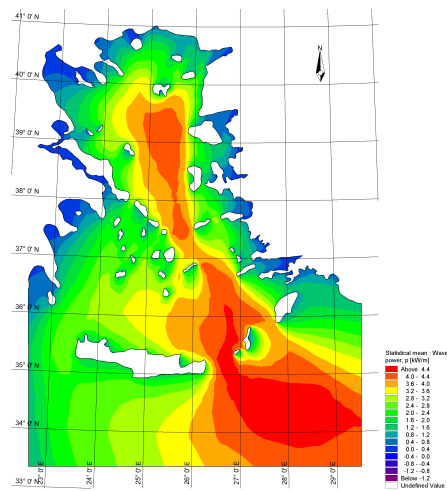 41° 0' N
N
40° 0' N
39° 0' N
38° 0' N
37° 0' N
36° 0' N
35° 0' N
34° 0' N
33° 0' N
23° 0' E
24° 0' E
25° 0' E
26° 0' E
27° 0' E
28° 0' E
29° 0' E
Statistical mean : Wave
power, p [kW/m]
Above 4.4
4.0 - 4.4
3.6 - 4.0
3.2 - 3.6
2.8 - 3.2
2.4 - 2.8
2.0 - 2.4
1.6 - 2.0
1.2 - 1.6
0.8 - 1.2
0.4 - 0.8
0.0 - 0.4
-0.4 - 0.0
-0.8 - -0.4
-1.2 - -0.8
Below -1.2
Undefined Value